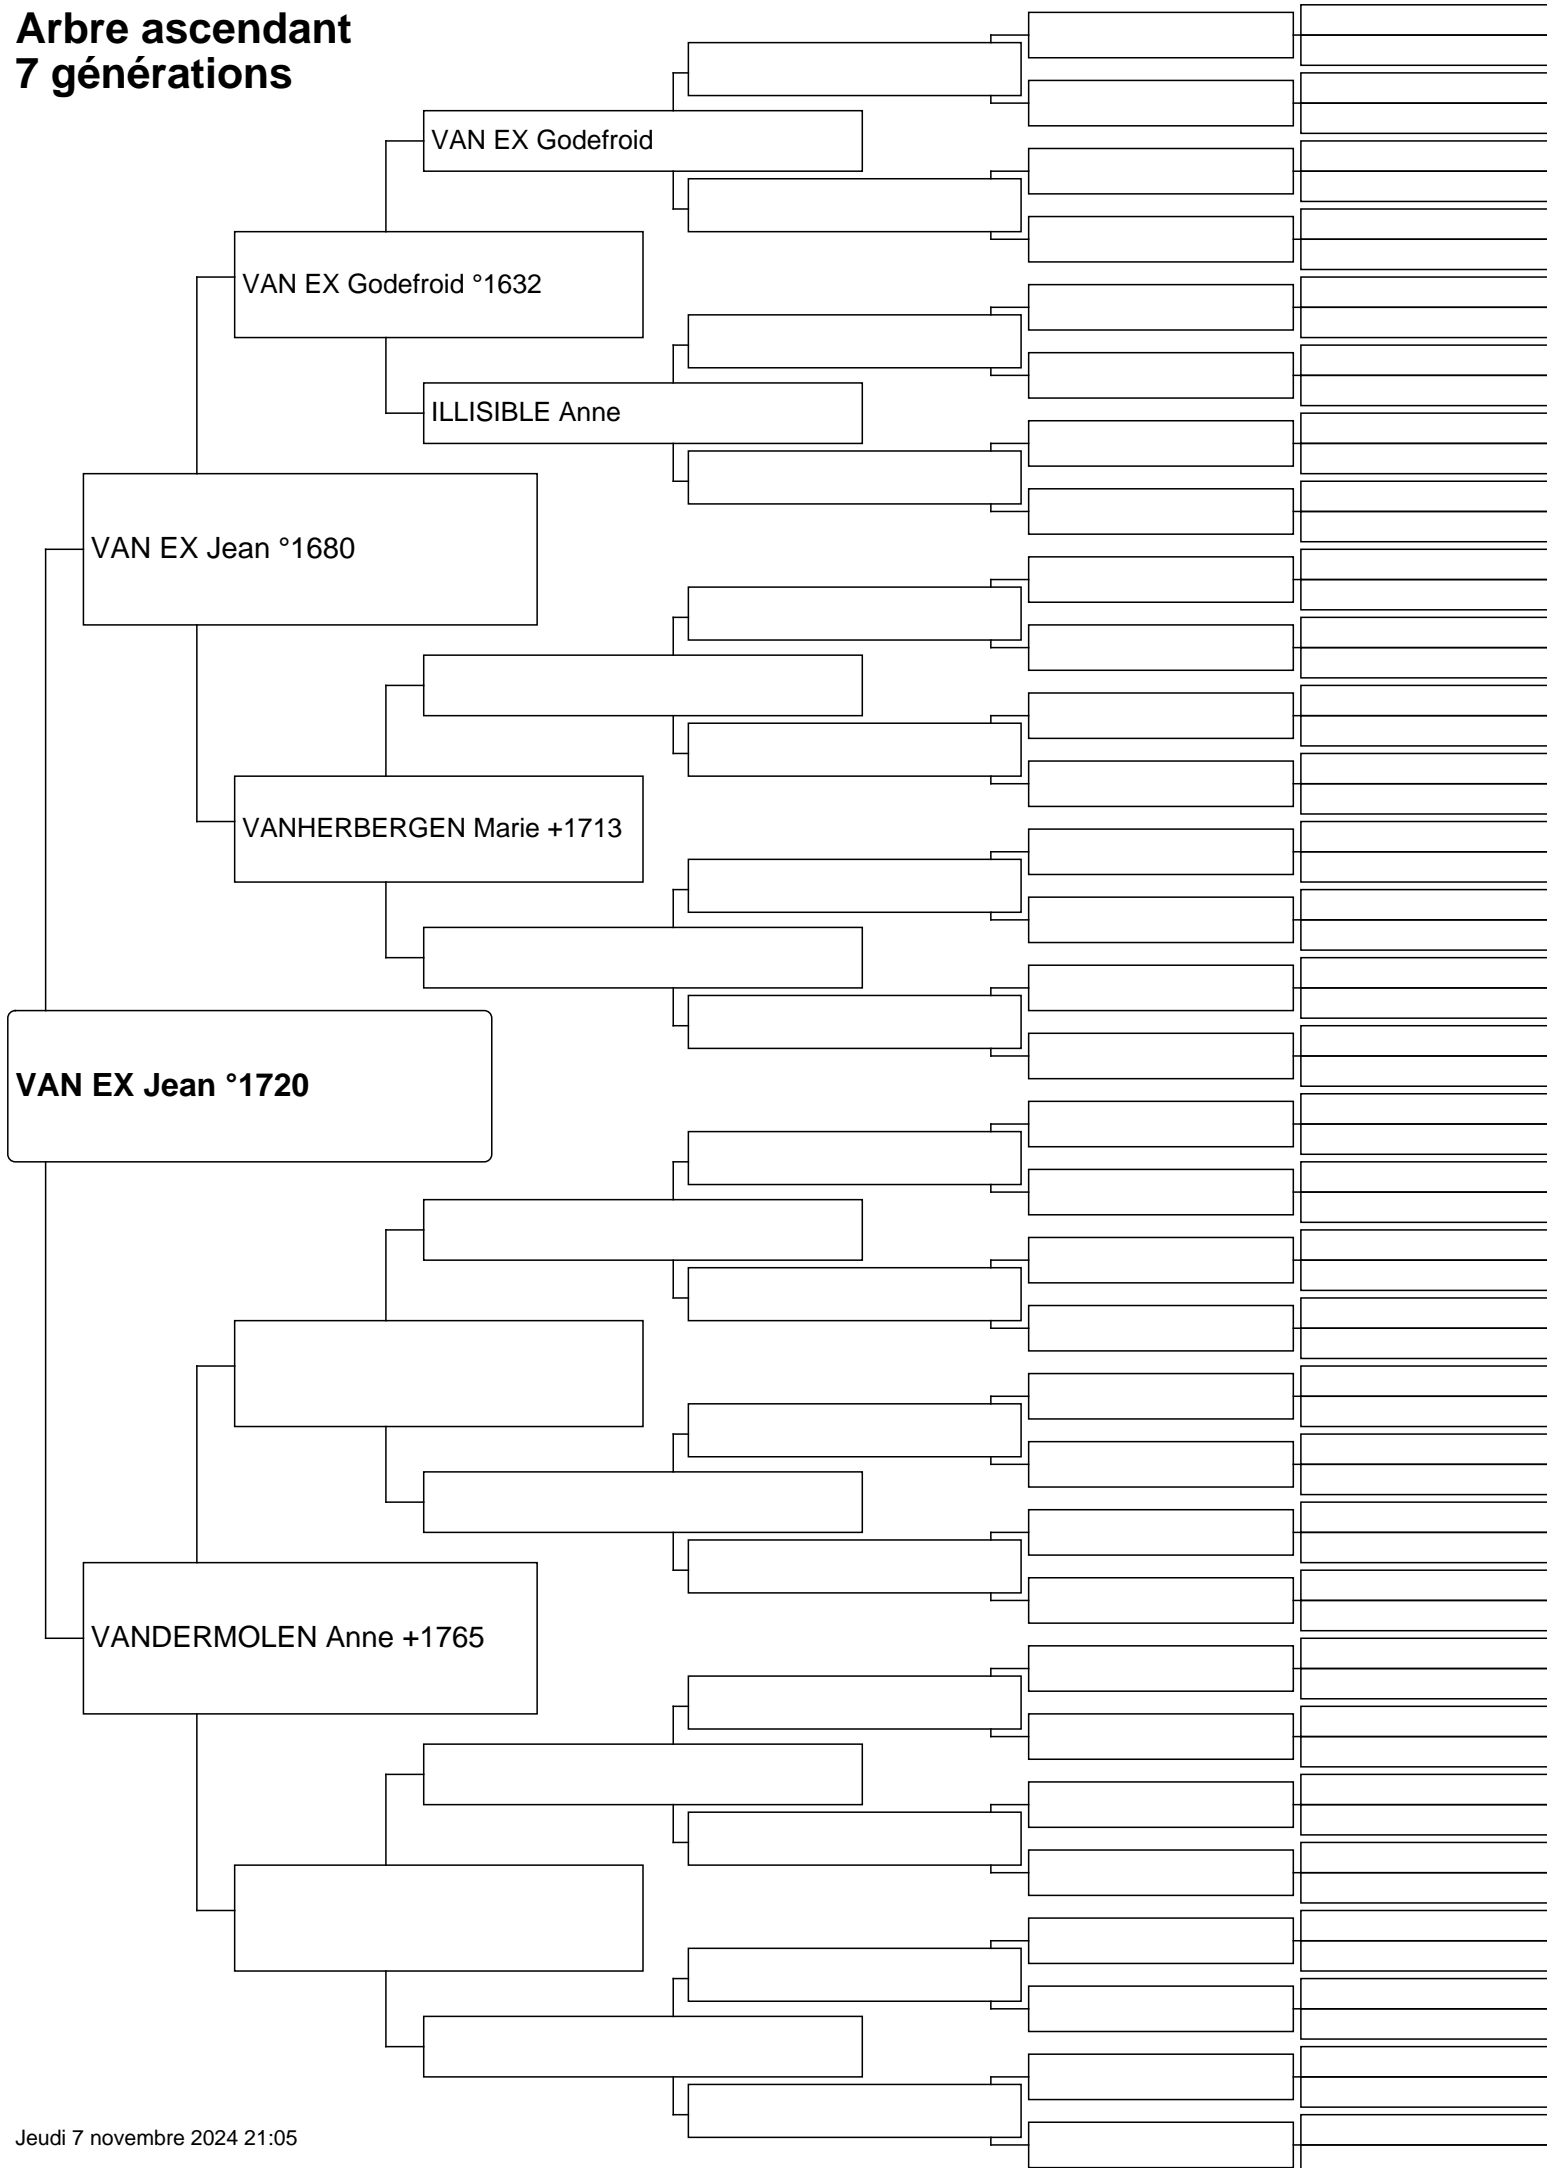 Arbre ascendant
7 générations
VAN EX Godefroid
VAN EX Godefroid °1632
ILLISIBLE Anne
VAN EX Jean °1680
VANHERBERGEN Marie +1713
VAN EX Jean °1720
VANDERMOLEN Anne +1765
Jeudi 7 novembre 2024 21:05